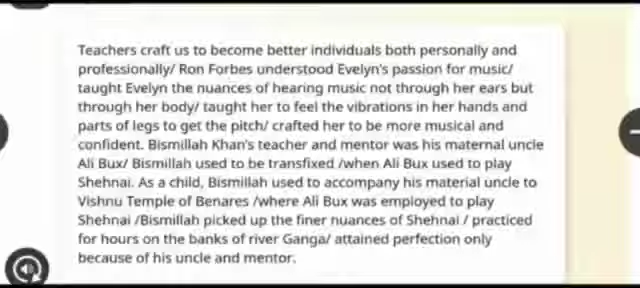 Teachers craft us to become better individuals both personally and
professionally/ Ron Forbes understood Evelyn's passion for music/
taught Evelyn the nuances of hearing music not through her ears but
through her body/ taught her to feel the vibrations in her hands and
parts of legs to get the pitch/ crafted her to be more musical and
confident. Bismillah Khan's teacher and mentor was his maternal uncle
Ali Bux/ Bismillah used to be transfixed /when Ali Bux used to play
Shehnai. As a child, Bismillah used to accompany his material uncle to
Vishnu Temple of Benares /where Ali Bux was employed to play
Shehnai /Bismillah picked up the finer nuances of Shehnai / practiced
for hours on the banks of river Ganga/ attained perfection only
because of his uncle and mentor.